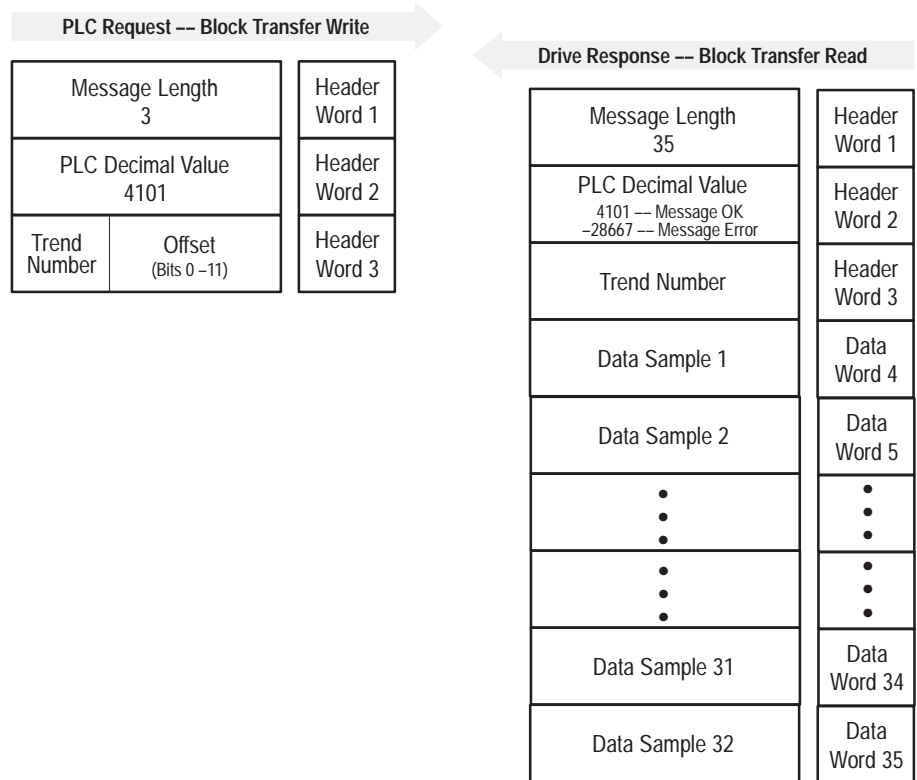 PLC Request –– Block Transfer Write
Message Length
3
Header
Word 1
PLC Decimal Value
4101
Header
Word 2
Trend
Number
Offset
(Bits 0 –11)
Header
Word 3
Drive Response –– Block Transfer Read
Message Length
35
Header
Word 1
PLC Decimal Value
4101 –– Message OK
–28667 –– Message Error
Header
Word 2
Trend Number
Header
Word 3
Data Sample 1
Data
Word 4
Data Sample 2
Data
Word 5
Data Sample 31
Data
Word 34
Data Sample 32
Data
Word 35